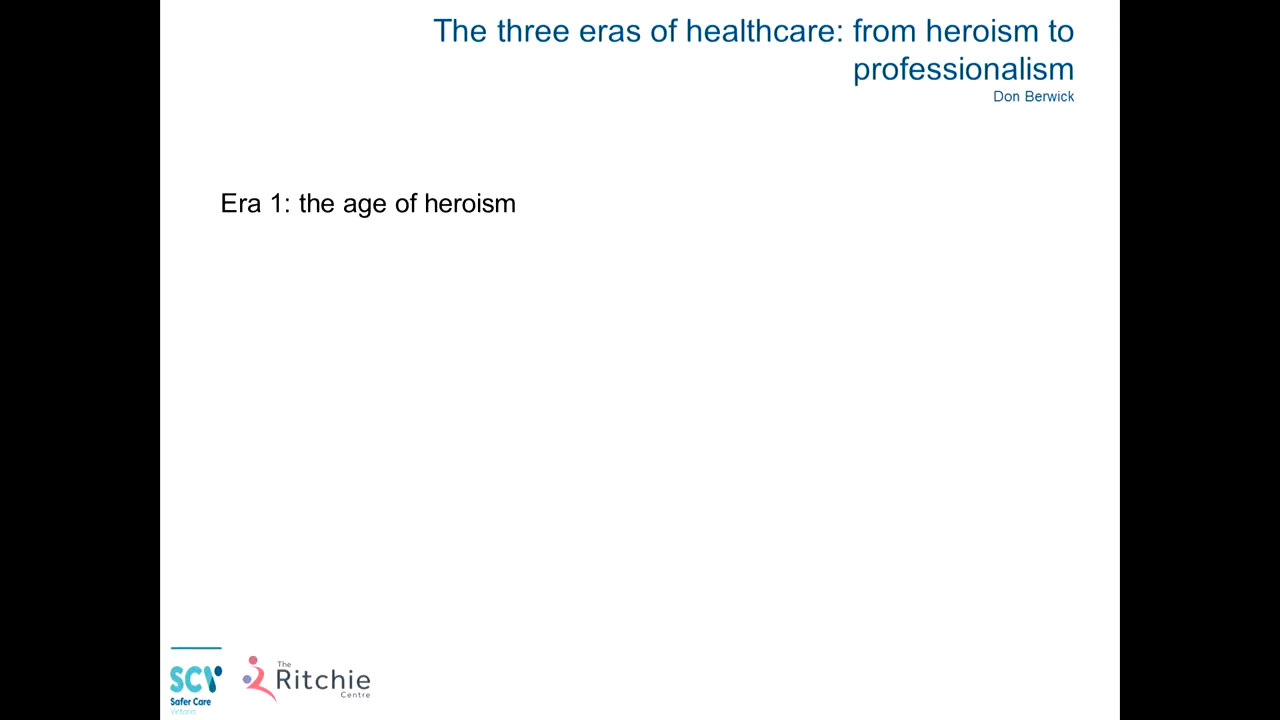 The three eras of healthcare: from heroism to
professionalism
Don Berwick
Era 1: the age of heroism
SCV
Safer Care
Victoria
The
Ritchie
Centre